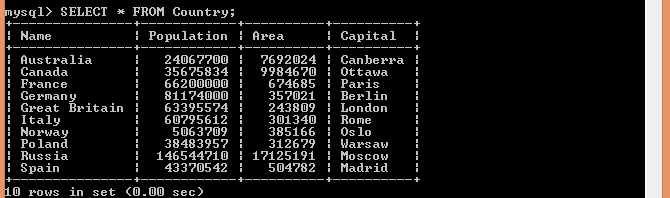 mysql> SELECT * FROM Country;
+---------------+------------+----------+----------+
| Name          | Population | Area     | Capital  |
+---------------+------------+----------+----------+
| Australia     |   24067700 |  7692024 | Canberra |
| Canada        |   35675834 |  9984670 | Ottawa   |
| France        |   66200000 |   674685 | Paris    |
| Germany       |   81174000 |   357021 | Berlin   |
| Great Britain |   63395574 |   243809 | London   |
| Italy         |   60795612 |   301340 | Rome     |
| Norway        |    5063709 |   385166 | Oslo     |
| Poland        |   38483957 |   312679 | Warsaw   |
| Russia        |  146544710 | 17125191 | Moscow   |
| Spain         |   43370542 |   504782 | Madrid   |
+---------------+------------+----------+----------+
10 rows in set (0.00 sec)